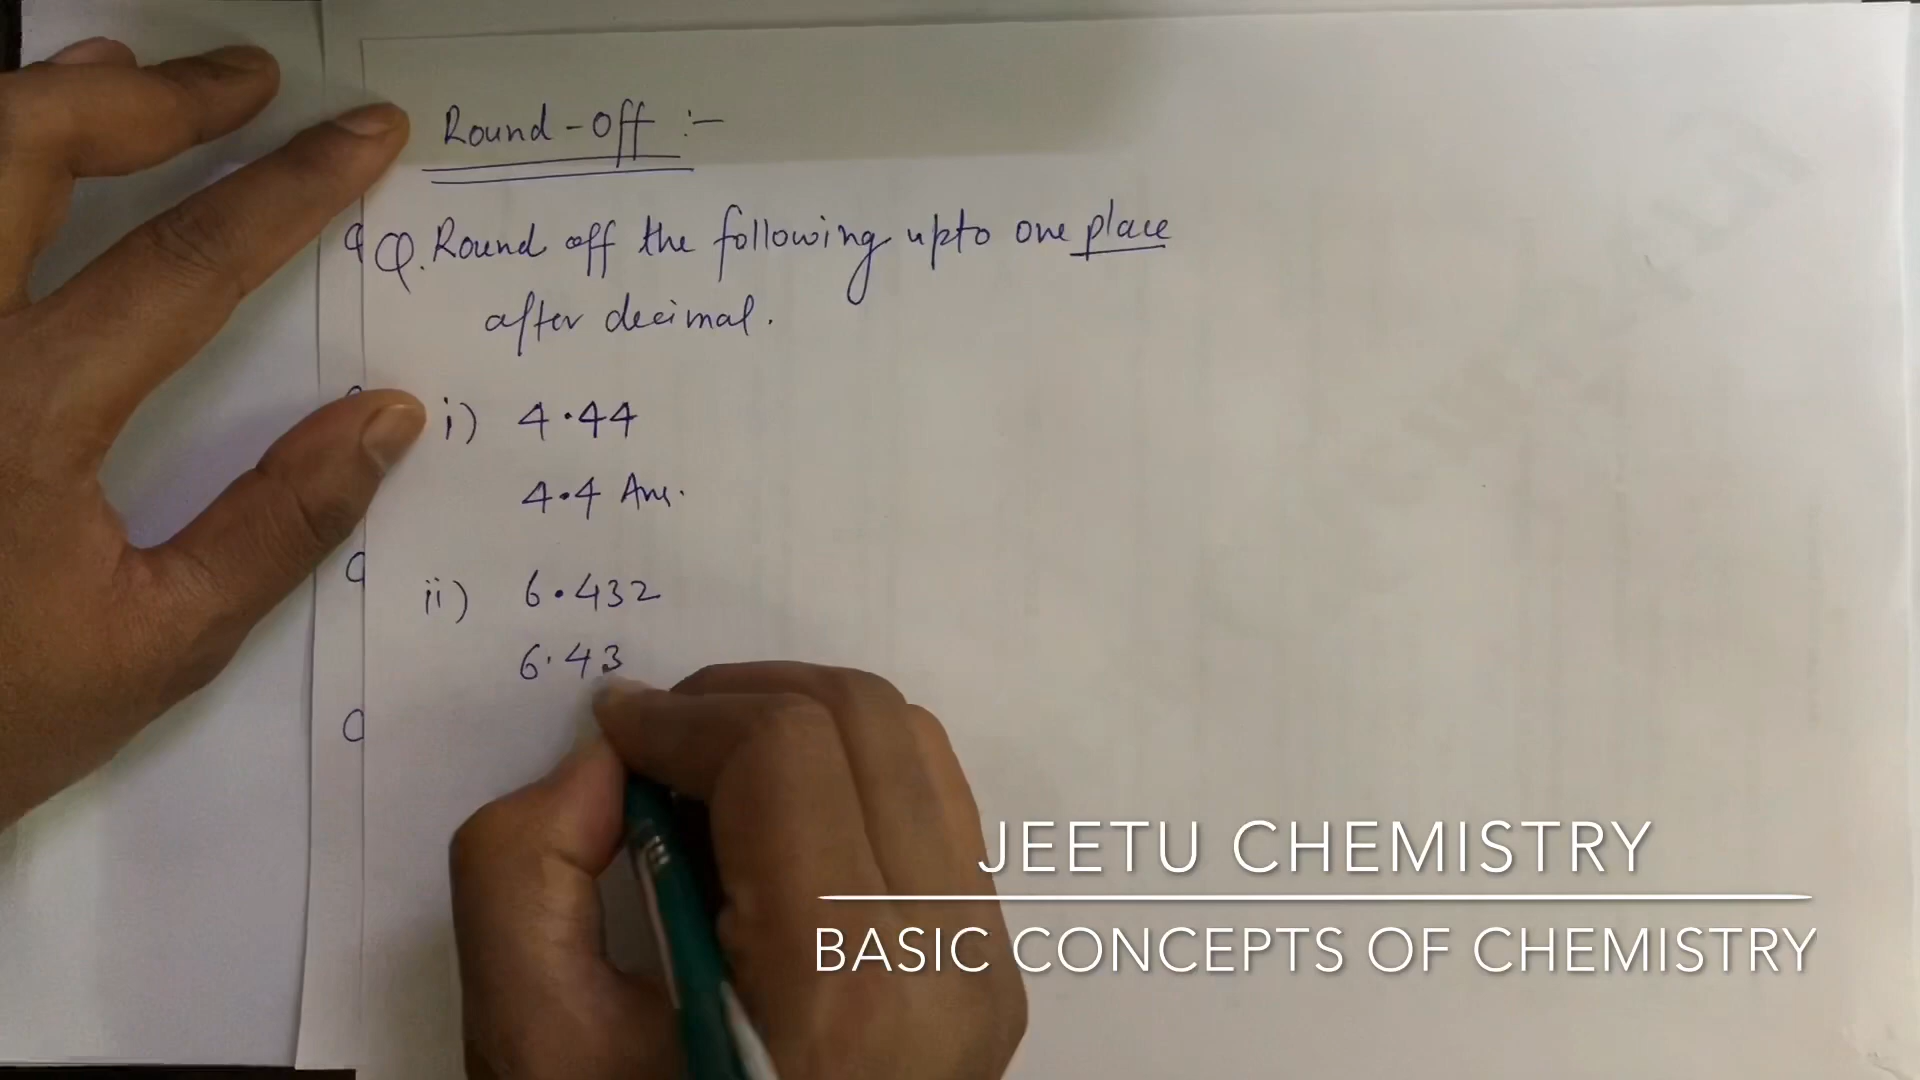 Round-off :-
Q. Round off the following upto one place
after decimal.
i) 4.44
4.4 Ans.
ii) 6.432
6.43
JEETU CHEMISTRY
BASIC CONCEPTS OF CHEMISTRY